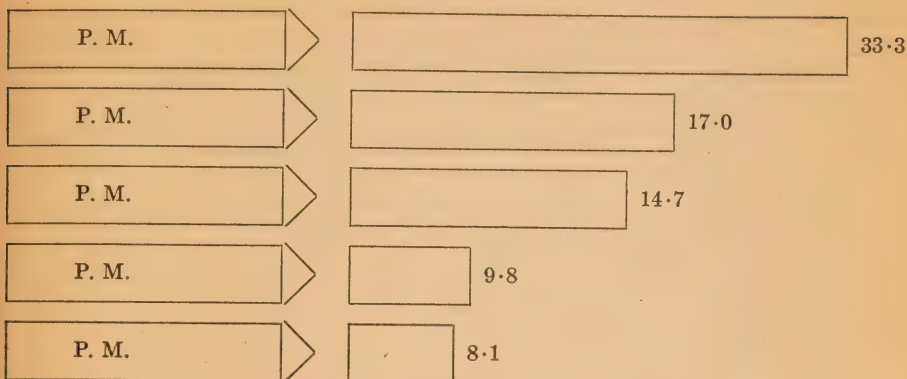 P. M. 33·3
P. M. 17·0
P. M. 14·7
P. M. 9·8
P. M. 8·1